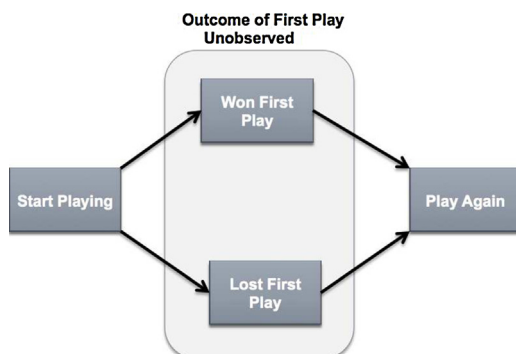 Outcome of First Play
Unobserved
Won First
Play
Start Playing
Play Again
Lost First
Play